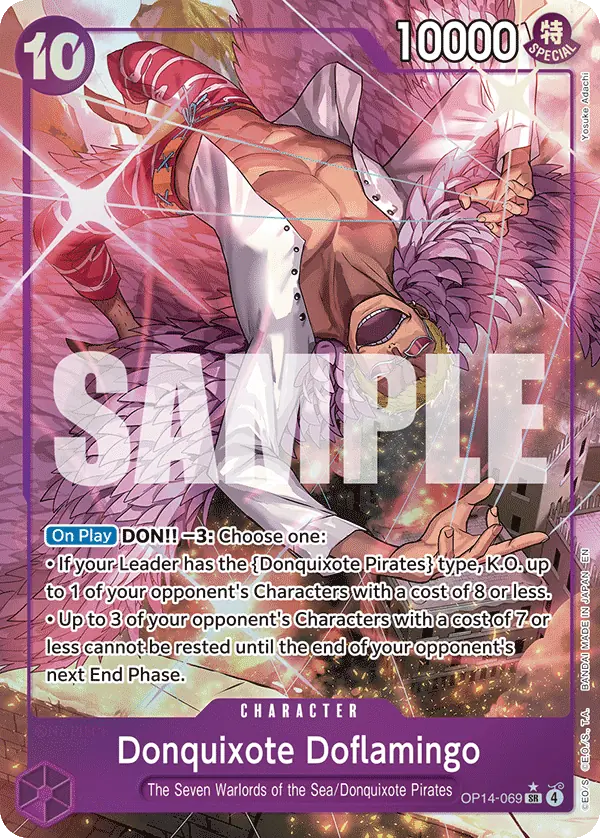 10
10000
特
SPECIAL
Yosuke Adachi
SAMPLE
On Play DON!! −3: Choose one:
• If your Leader has the {Donquixote Pirates} type, K.O. up
to 1 of your opponent's Characters with a cost of 8 or less.
• Up to 3 of your opponent's Characters with a cost of 7 or
less cannot be rested until the end of your opponent's
next End Phase.
CHARACTER
Donquixote Doflamingo
The Seven Warlords of the Sea/Donquixote Pirates
OP14-069 SR 4
©E.O./S. ©E.O./S., T.A. BANDAI MADE IN JAPAN EN